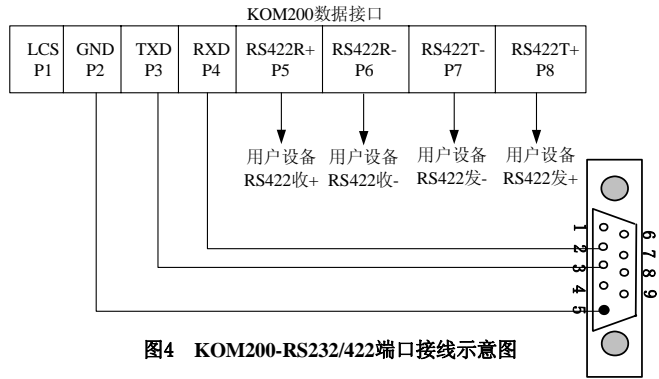 KOM200数据接口
LCS GND TXD RXD RS422R+ RS422R- RS422T- RS422T+
P1 P2 P3 P4 P5 P6 P7 P8
用户设备 用户设备 用户设备 用户设备
RS422收+ RS422收- RS422发- RS422发+
1
2
3
4
5
6
7
8
9
图4 KOM200-RS232/422端口接线示意图